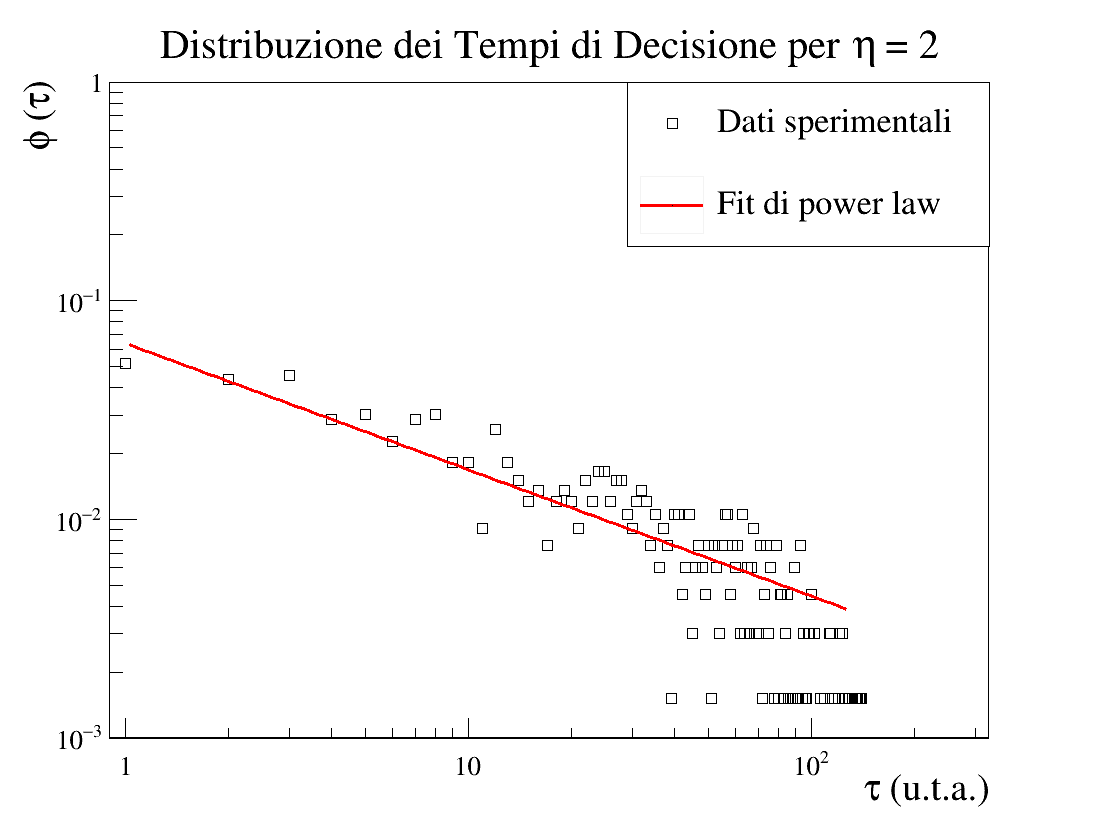 Distribuzione dei Tempi di Decisione per η = 2
ϕ (τ)
1
10⁻¹
10⁻²
10⁻³
Dati sperimentali
Fit di power law
1
10
10²
τ (u.t.a.)